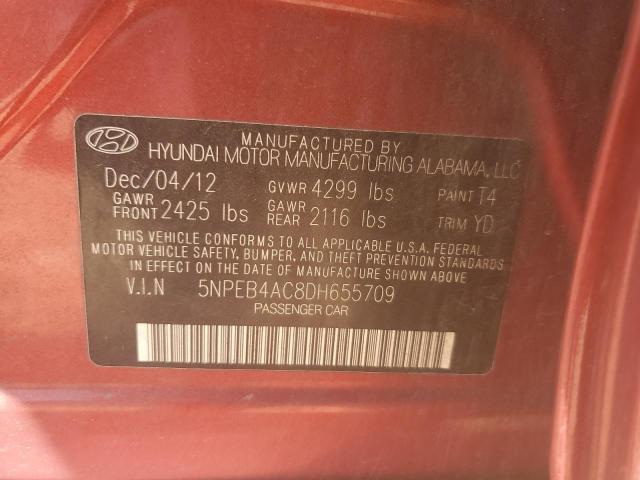 MANUFACTURED BY
HYUNDAI MOTOR MANUFACTURING ALABAMA, LLC
Dec/04/12 GVWR 4299 lbs PAINT T4
GAWR FRONT 2425 lbs GAWR REAR 2116 lbs TRIM YD
THIS VEHICLE CONFORMS TO ALL APPLICABLE U.S.A. FEDERAL
MOTOR VEHICLE SAFETY, BUMPER, AND THEFT PREVENTION STANDARDS
IN EFFECT ON THE DATE OF MANUFACTURE SHOWN ABOVE.
V.I.N 5NPEB4AC8DH655709
PASSENGER CAR